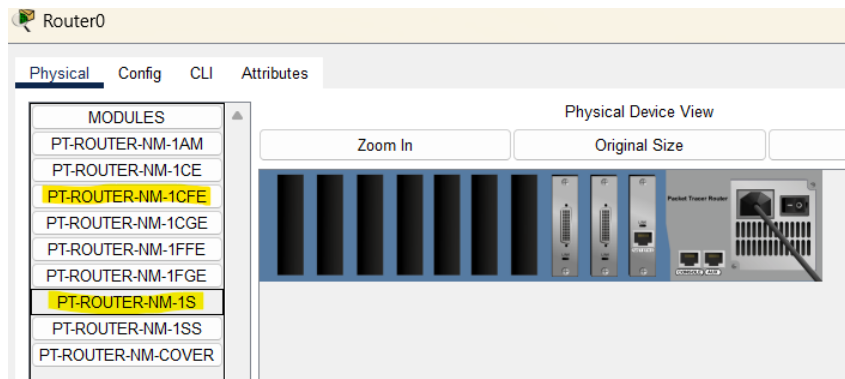 Router0
Physical Config CLI Attributes
MODULES
PT-ROUTER-NM-1AM
PT-ROUTER-NM-1CE
PT-ROUTER-NM-1CFE
PT-ROUTER-NM-1CGE
PT-ROUTER-NM-1FFE
PT-ROUTER-NM-1FGE
PT-ROUTER-NM-1S
PT-ROUTER-NM-1SS
PT-ROUTER-NM-COVER
Physical Device View
Zoom In Original Size
Packet Tracer Router
CONSOLE AUX